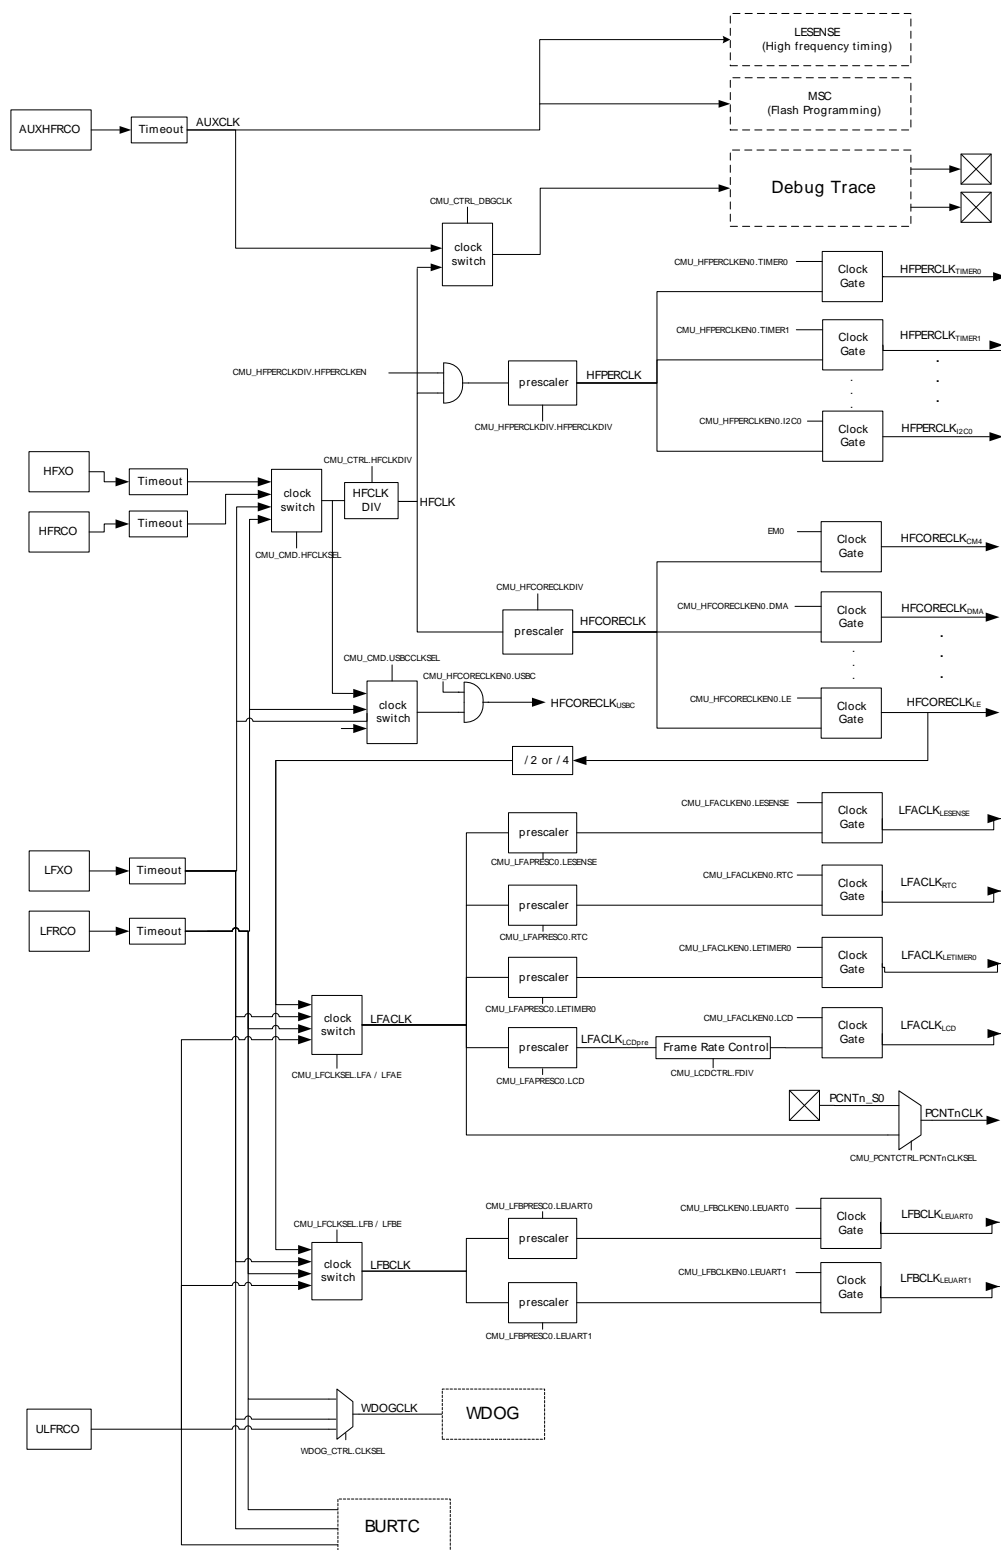 LESENSE
(High frequency timing)
MSC
(Flash Programming)
AUXHFRCO
Timeout
AUXCLK
Debug Trace
CMU_CTRL_DBGCLK
clock
switch
CMU_HFPERCLKEN0.TIMER0
Clock
Gate
HFPERCLKTIMER0
CMU_HFPERCLKEN0.TIMER1
Clock
Gate
HFPERCLKTIMER1
CMU_HFPERCLKDIV.HFPERCLKEN
prescaler
HFPERCLK
CMU_HFPERCLKDIV.HFPERCLKDIV
CMU_HFPERCLKEN0.I2C0
Clock
Gate
HFPERCLKI2C0
HFXO
Timeout
HFRCO
Timeout
clock
switch
CMU_CMD.HFCLKSEL
CMU_CTRL.HFCLKDIV
HFCLK
DIV
HFCLK
EM0
Clock
Gate
HFCORECLKCM4
CMU_HFCORECLKDIV
prescaler
HFCORECLK
CMU_HFCORECLKEN0.DMA
Clock
Gate
HFCORECLKDMA
CMU_CMD.USBCCLKSEL
clock
switch
CMU_HFCORECLKEN0.USBC
HFCORECLKUSBC
CMU_HFCORECLKEN0.LE
Clock
Gate
HFCORECLKLE
/ 2 or / 4
LFXO
Timeout
LFRCO
Timeout
prescaler
CMU_LFAPRESC0.LESENSE
CMU_LFACLKEN0.LESENSE
Clock
Gate
LFACLKLESENSE
prescaler
CMU_LFAPRESC0.RTC
CMU_LFACLKEN0.RTC
Clock
Gate
LFACLKRTC
prescaler
CMU_LFAPRESC0.LETIMER0
CMU_LFACLKEN0.LETIMER0
Clock
Gate
LFACLKLETIMER0
clock
switch
LFACLK
CMU_LFCLKSEL.LFA / LFAE
prescaler
CMU_LFAPRESC0.LCD
LFACLKLCDpre
Frame Rate Control
CMU_LCDCTRL.FDIV
CMU_LFACLKEN0.LCD
Clock
Gate
LFACLKLCD
PCNTn_S0
PCNTnCLK
CMU_PCNTCTRL.PCNTnCLKSEL
CMU_LFCLKSEL.LFB / LFBE
clock
switch
LFBCLK
CMU_LFBPRESC0.LEUART0
prescaler
CMU_LFBCLKEN0.LEUART0
Clock
Gate
LFBCLKLEUART0
prescaler
CMU_LFBPRESC0.LEUART1
CMU_LFBCLKEN0.LEUART1
Clock
Gate
LFBCLKLEUART1
ULFRCO
WDOGCLK
WDOG_CTRL.CLKSEL
WDOG
BURTC